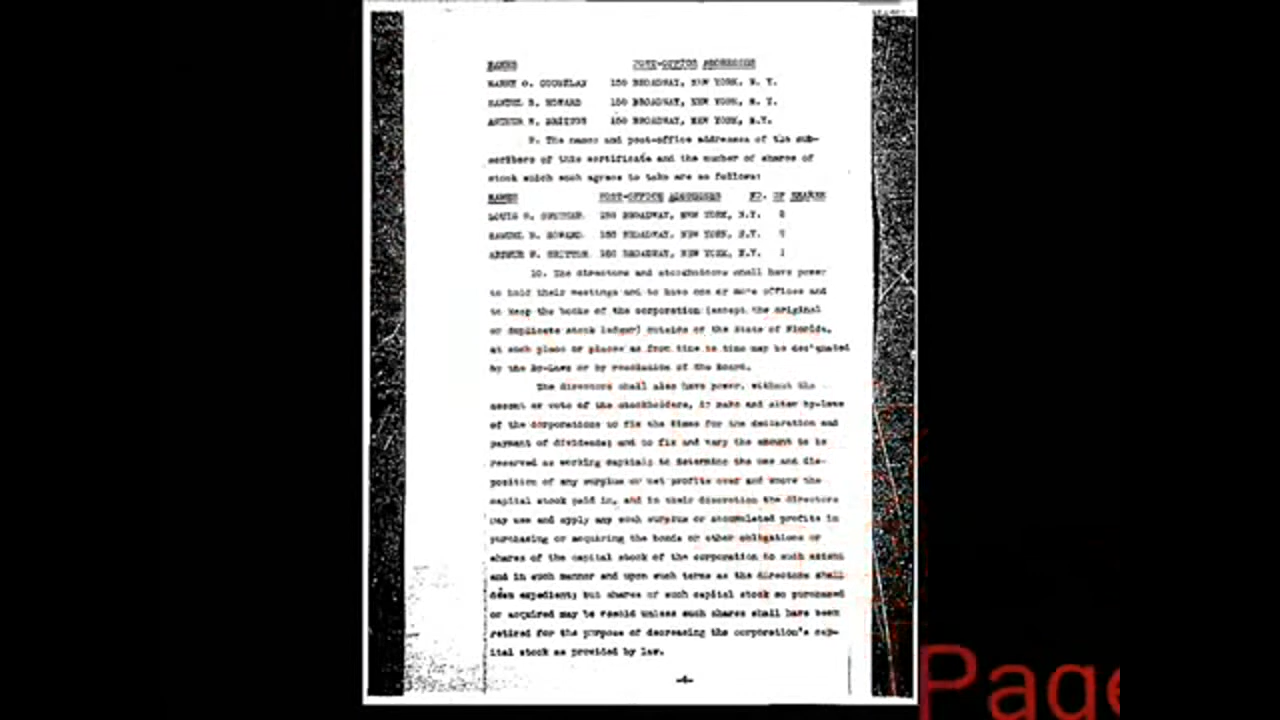 NAMES POST-OFFICE ADDRESSES
HARRY O. COUGHLAN 150 BROADWAY, NEW YORK, N. Y.
SAMUEL B. HOWARD 150 BROADWAY, NEW YORK, N. Y.
ARTHUR W. BRITTON 150 BROADWAY, NEW YORK, N.Y.
9. The names and post-office addresses of the sub-
scribers of this certificate and the number of shares of
stock which each agrees to take are as follows:
NAMES POST-OFFICE ADDRESSES NO. OF SHARES
LOUIS 150 BROADWAY, NEW YORK, N.Y.
SAMUEL B. HOWARD 150 BROADWAY, NEW YORK, N.Y.
ARTHUR W. BRITTON 150 BROADWAY, NEW YORK, N.Y. 1
10. The directors and stockholders shall have power
to hold their meetings and to have one or more offices and
to keep the books of the corporation (except the original
or duplicate stock ledger) outside of the State of Florida,
at such place or places as from time to time may be designated
by the By-Laws or by resolution of the Board.
The directors shall also have power, without the
assent or vote of the stockholders, to make and alter by-laws
of the corporation; to fix the times for the declaration and
payment of dividends; and to fix and vary the amount to be
reserved as working capital; to determine the use and dis-
position of any surplus or net profits over and above the
capital stock paid in, and in their discretion the directors
may use and apply any such surplus or accumulated profits in
purchasing or acquiring the bonds or other obligations or
shares of the capital stock of the corporation to such extent
and in such manner and upon such terms as the directors shall
deem expedient; but shares of such capital stock so purchased
or acquired may be resold unless such shares shall have been
retired for the purpose of decreasing the corporation's cap-
ital stock as provided by law.
-4-
Page